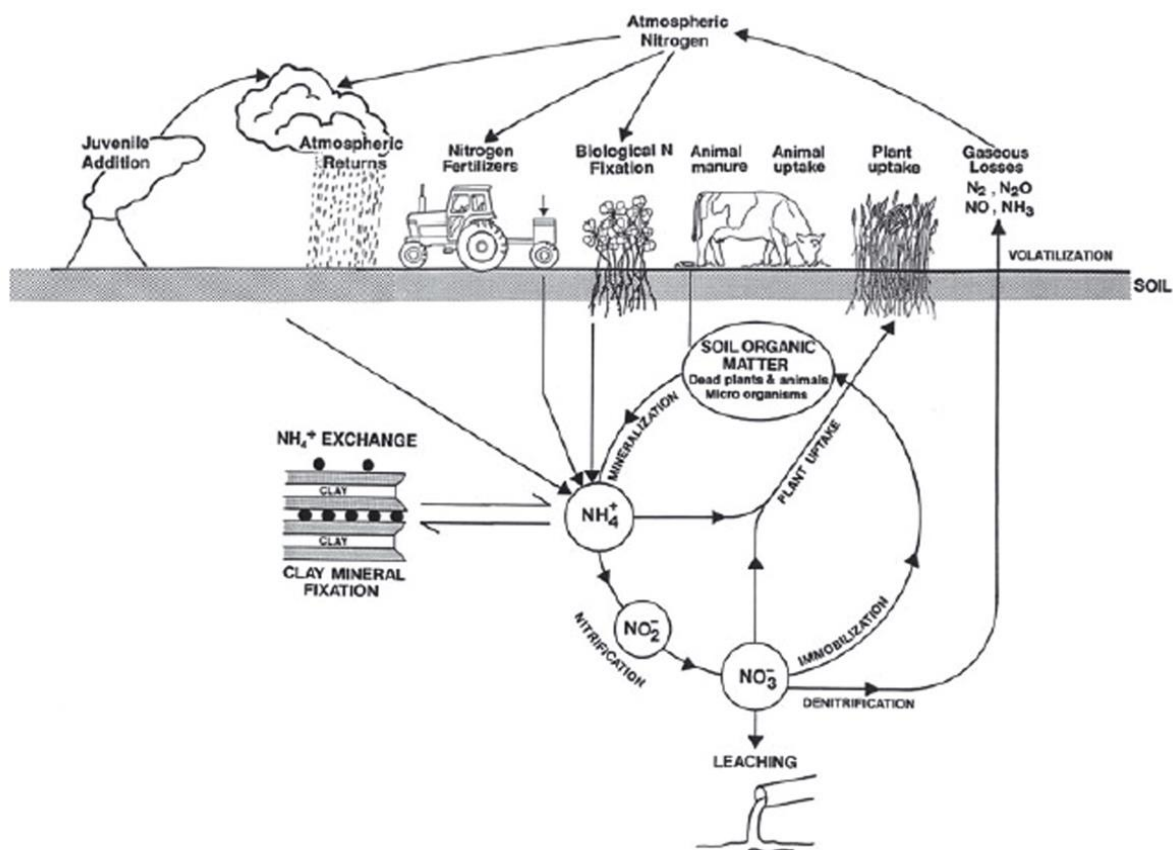 Atmospheric
Nitrogen
Juvenile
Addition
Atmospheric
Returns
Nitrogen
Fertilizers
Biological N
Fixation
Animal
manure
Animal
uptake
Plant
uptake
Gaseous
Losses
N₂ , N₂O
NO , NH₃
VOLATILIZATION
SOIL
SOIL ORGANIC
MATTER
Dead plants & animals
Micro organisms
MINERALIZATION
PLANT UPTAKE
NH₄⁺ EXCHANGE
CLAY
CLAY
CLAY MINERAL
FIXATION
NH₄⁺
NO₂⁻
NITRIFICATION
NO₃⁻
IMMOBILIZATION
DENITRIFICATION
LEACHING